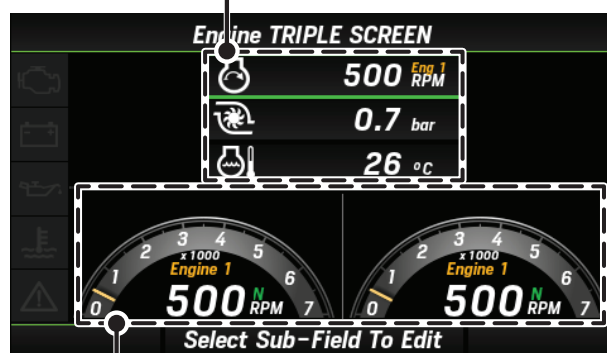 Engine TRIPLE SCREEN
500 Eng 1 RPM
0.7 bar
26 °C
0 1 2 3 4 5 6 7
x 1000
Engine 1
500 N RPM
0 1 2 3 4 5 6 7
x 1000
Engine 1
500 N RPM
Select Sub-Field To Edit